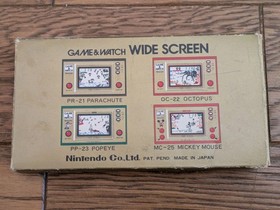 GAME&WATCH WIDE SCREEN
PR-21 PARACHUTE
OC-22 OCTOPUS
PP-23 POPEYE
MC-25 MICKEY MOUSE
Nintendo Co.,Ltd. PAT. PEND. MADE IN JAPAN